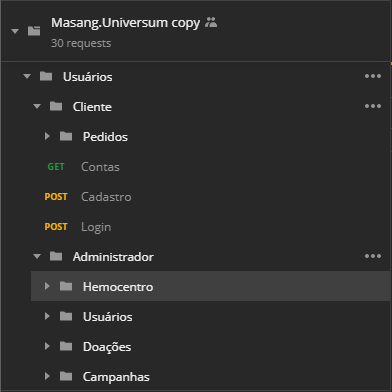 Masang.Universum copy
30 requests
Usuários
Cliente
Pedidos
GET Contas
POST Cadastro
POST Login
Administrador
Hemocentro
Usuários
Doações
Campanhas